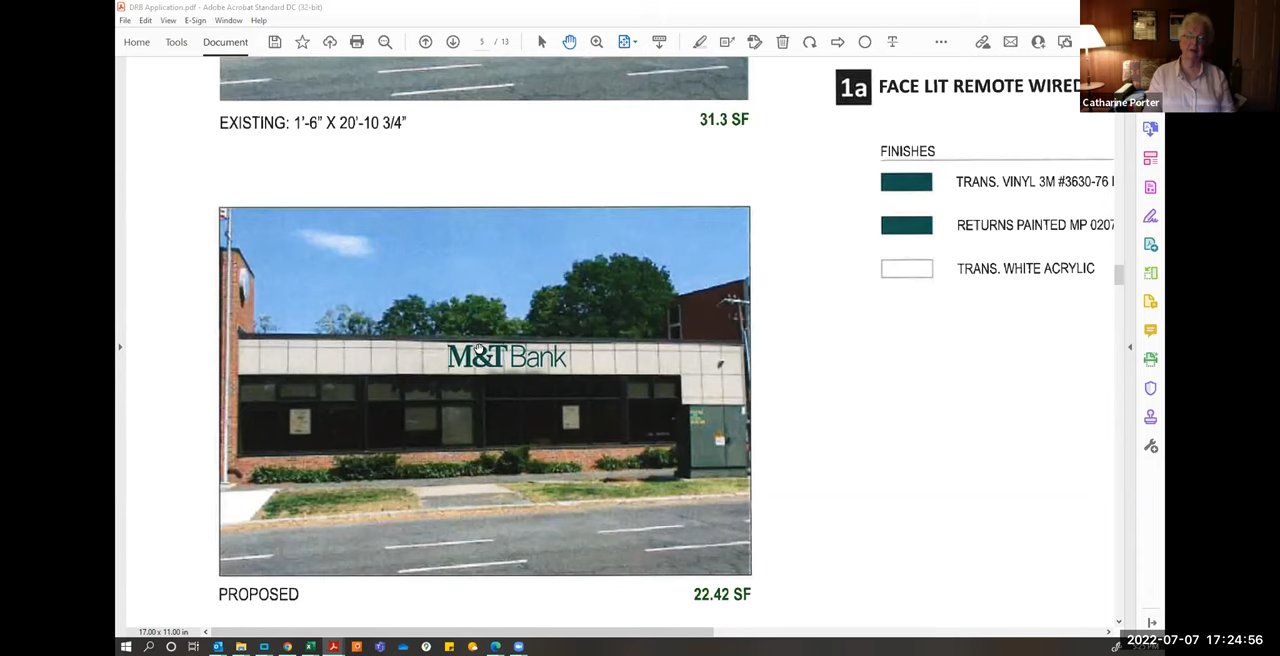 DRB Application.pdf - Adobe Acrobat Standard DC (32-bit)
File Edit View E-Sign Window Help
Home Tools Document 5 / 13
Catharine Porter
1a FACE LIT REMOTE WIRED
31.3 SF
EXISTING: 1'-6" X 20'-10 3/4"
FINISHES
TRANS. VINYL 3M #3630-76
RETURNS PAINTED MP 0207
TRANS. WHITE ACRYLIC
M&T Bank
PROPOSED
22.42 SF
17.00 x 11.00 in
2022-07-07 17:24:56